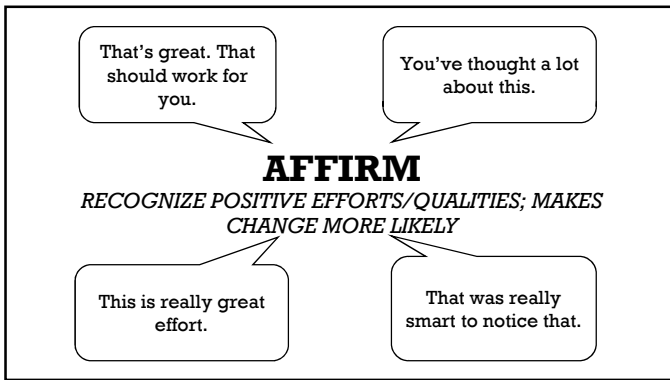 That's great. That
should work for
you.
You've thought a lot
about this.
AFFIRM
RECOGNIZE POSITIVE EFFORTS/QUALITIES; MAKES
CHANGE MORE LIKELY
This is really great
effort.
That was really
smart to notice that.